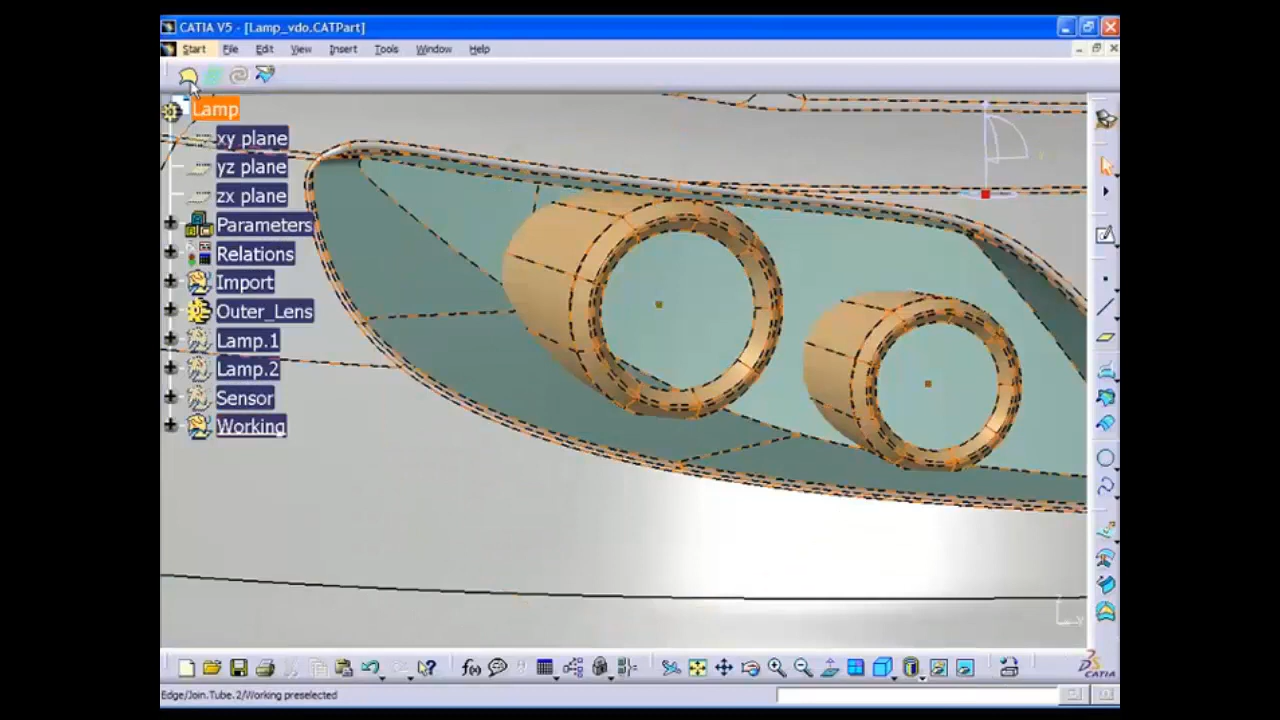 CATIA V5 - [Lamp_vdo.CATPart]
Start File Edit View Insert Tools Window Help
Lamp
xy plane
yz plane
zx plane
Parameters
Relations
Import
Outer_Lens
Lamp.1
Lamp.2
Sensor
Working
f(x)
CATIA
Edge/Join.Tube.2/Working preselected